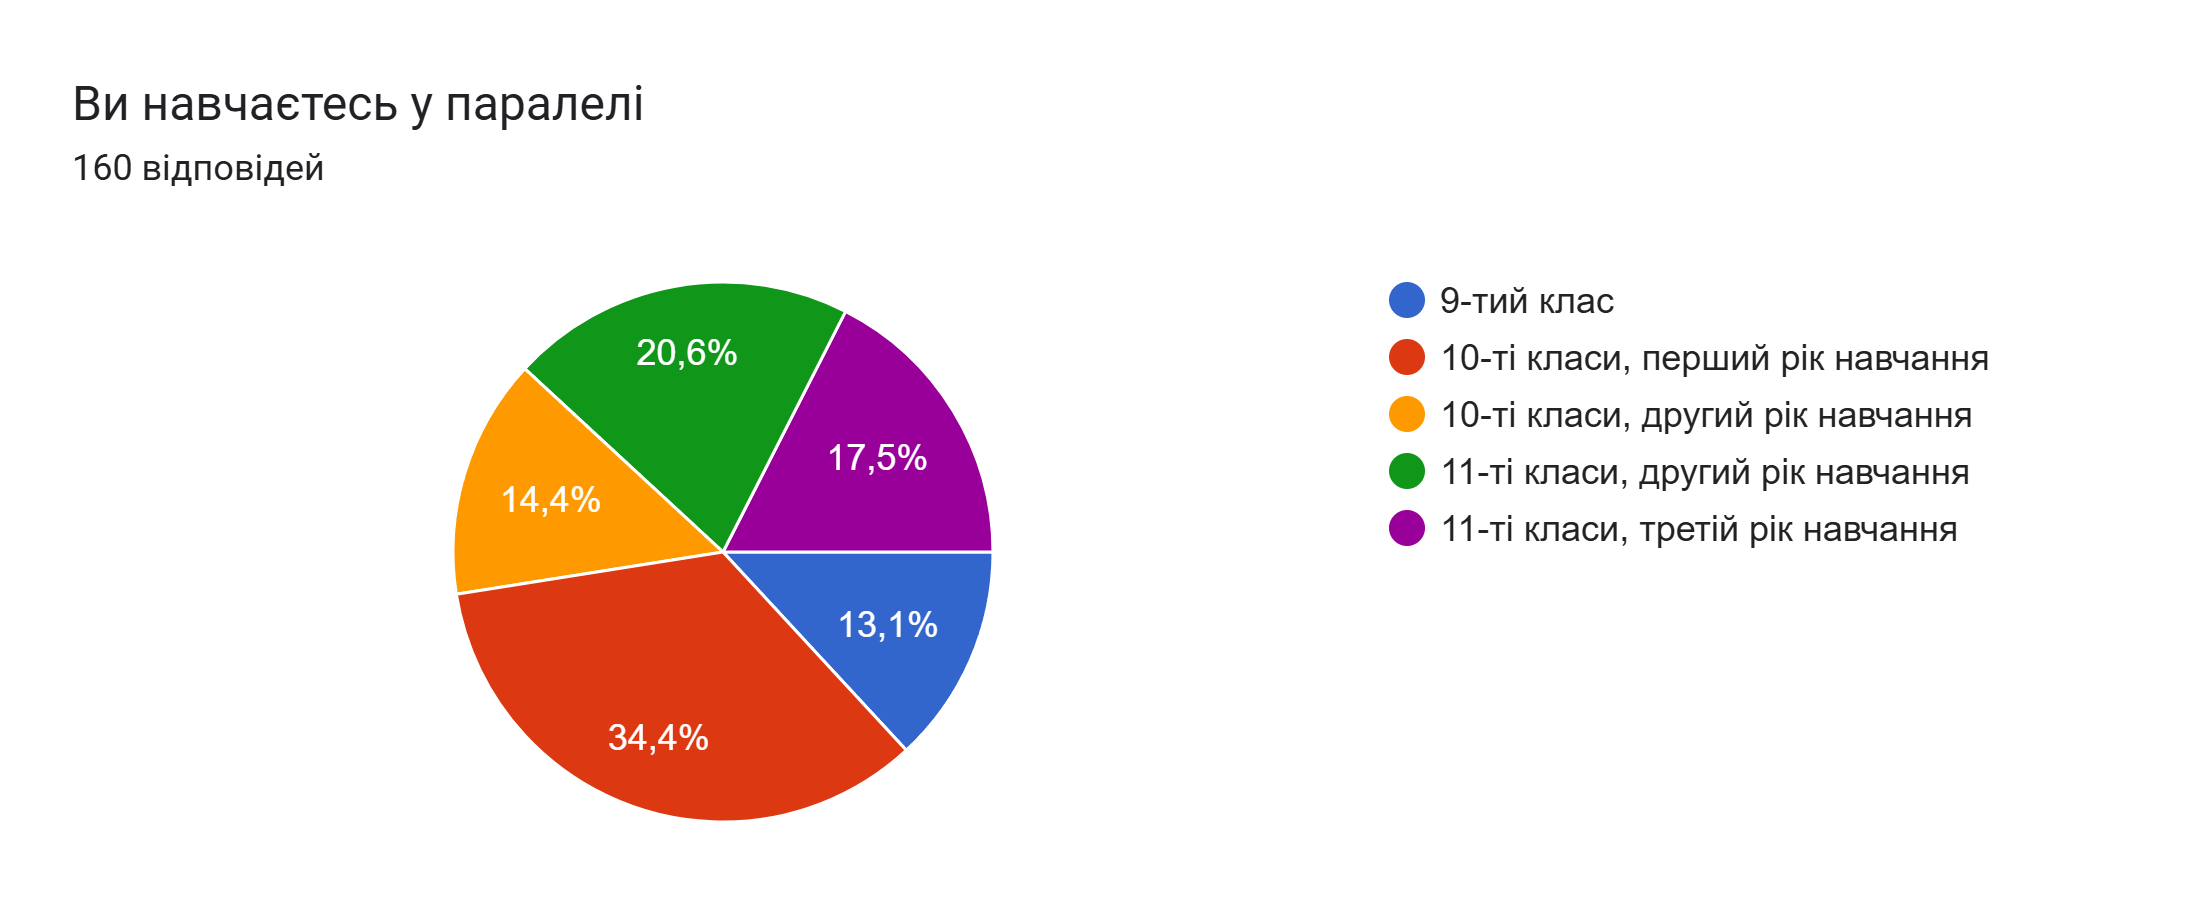 Ви навчаєтесь у паралелі
160 відповідей
20,6%
17,5%
14,4%
13,1%
34,4%
9-тий клас
10-ті класи, перший рік навчання
10-ті класи, другий рік навчання
11-ті класи, другий рік навчання
11-ті класи, третій рік навчання